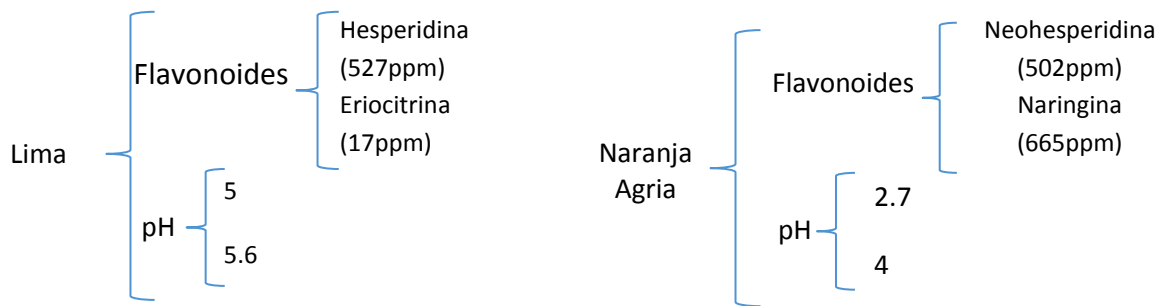 Lima
Flavonoides
Hesperidina
(527ppm)
Eriocitrina
(17ppm)
pH
5
5.6
Naranja
Agria
Flavonoides
Neohesperidina
(502ppm)
Naringina
(665ppm)
pH
2.7
4